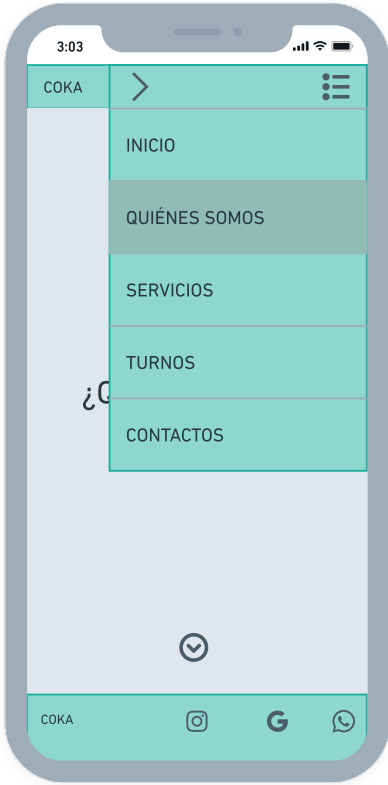 3:03
COKA
INICIO
QUIÉNES SOMOS
SERVICIOS
TURNOS
¿Q
CONTACTOS
COKA